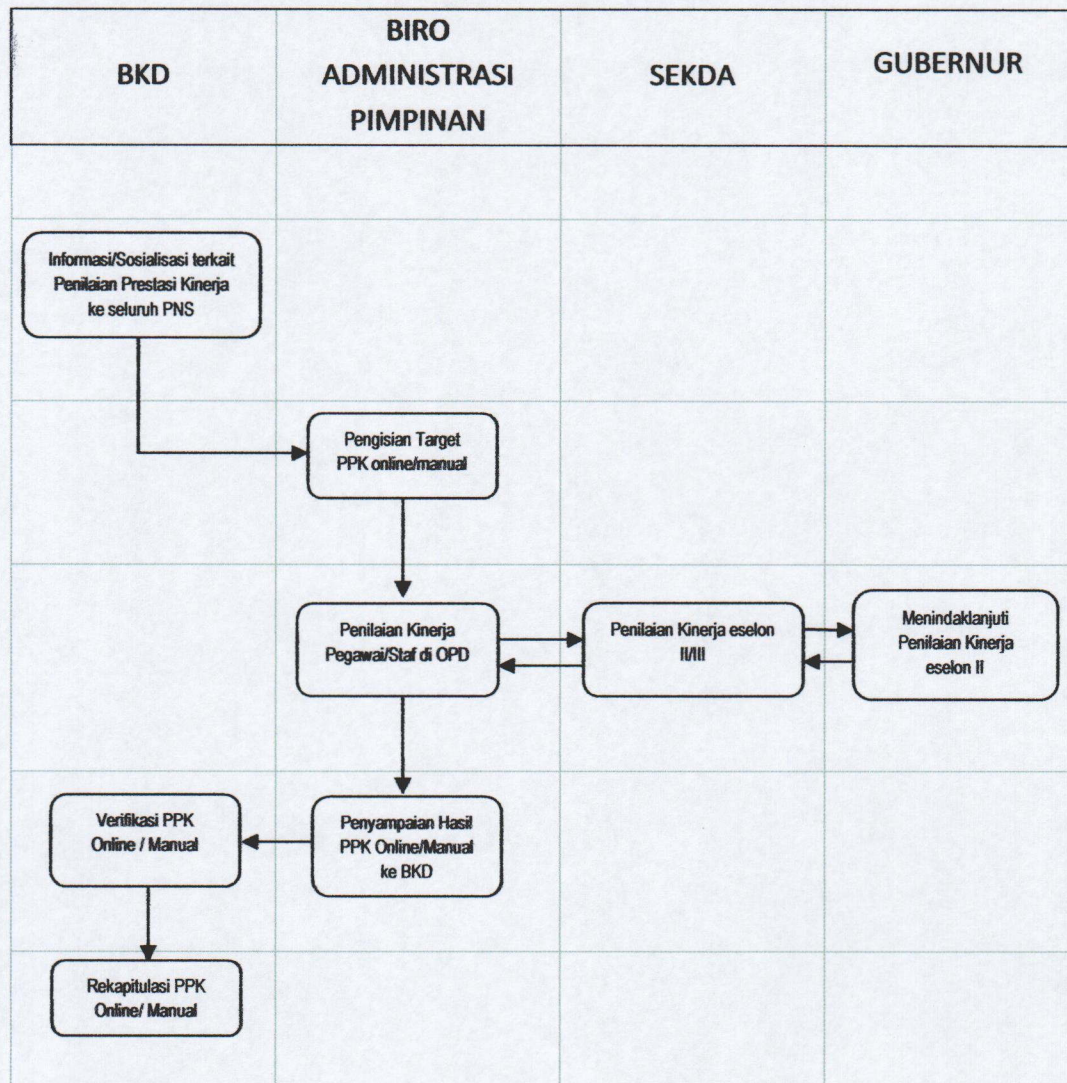 BKD
BIRO
ADMINISTRASI
PIMPINAN
SEKDA
GUBERNUR
Informasi/Sosialisasi terkait
Penilaian Prestasi Kinerja
ke seluruh PNS
Pengisian Target
PPK online/manual
Penilaian Kinerja
Pegawai/Staf di OPD
Penilaian Kinerja eselon
II/III
Menindaklanjuti
Penilaian Kinerja
eselon II
Verifikasi PPK
Online / Manual
Penyampaian Hasil
PPK Online/Manual
ke BKD
Rekapitulasi PPK
Online/ Manual